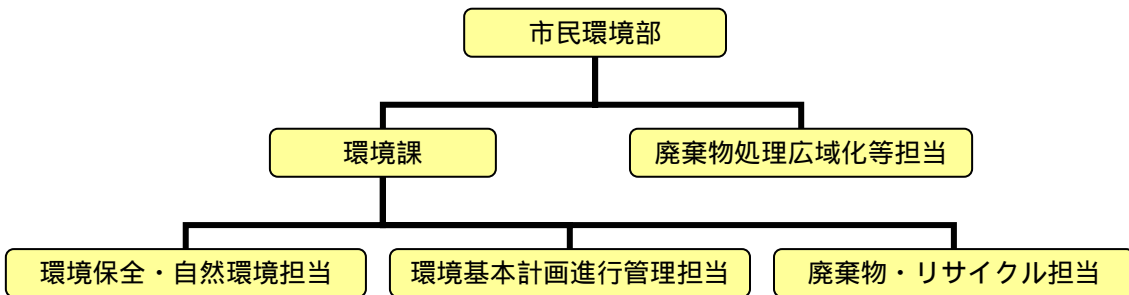 市民環境部
環境課
廃棄物処理広域化等担当
環境保全・自然環境担当
環境基本計画進行管理担当
廃棄物・リサイクル担当